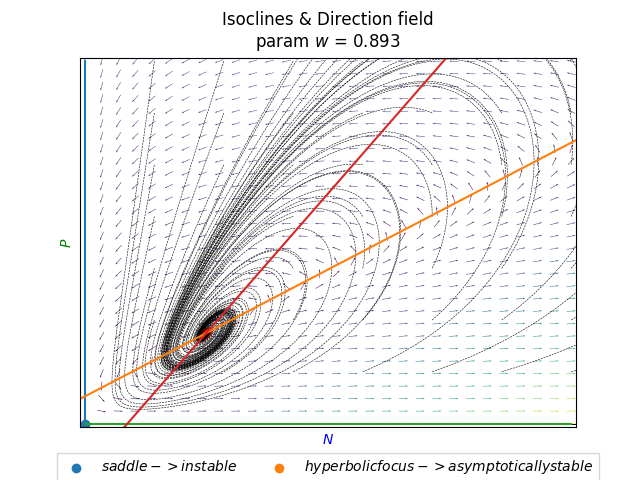 Isoclines & Direction field
param w = 0.893
P
N
saddle−>instable
hyperbolicfocus−>asymptoticallystable